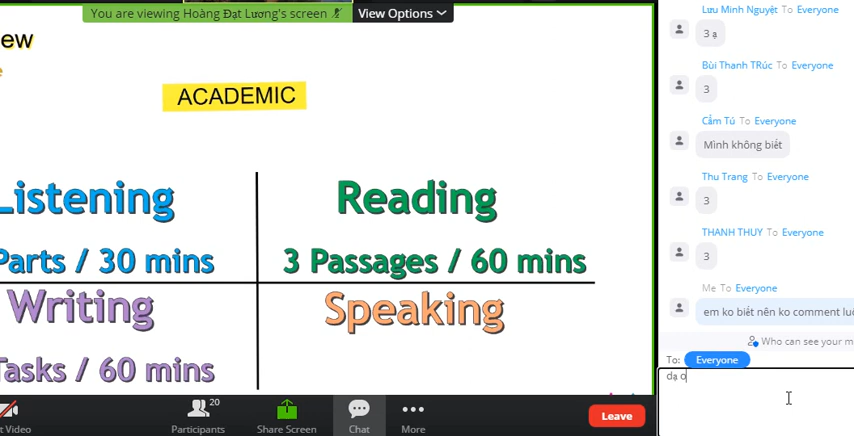 You are viewing Hoàng Đạt Lương's screen
View Options
ew
ACADEMIC
Listening
Parts / 30 mins
Reading
3 Passages / 60 mins
Writing
Tasks / 60 mins
Speaking
Lưu Minh Nguyệt To Everyone
3 ạ
Bùi Thanh TRúc To Everyone
3
Cẩm Tú To Everyone
Mình không biết
Thu Trang To Everyone
3
THANH THUY To Everyone
3
Me To Everyone
em ko biết nên ko comment luô
Who can see your m
To: Everyone
dạ o
t Video
20
Participants
Share Screen
Chat
More
Leave